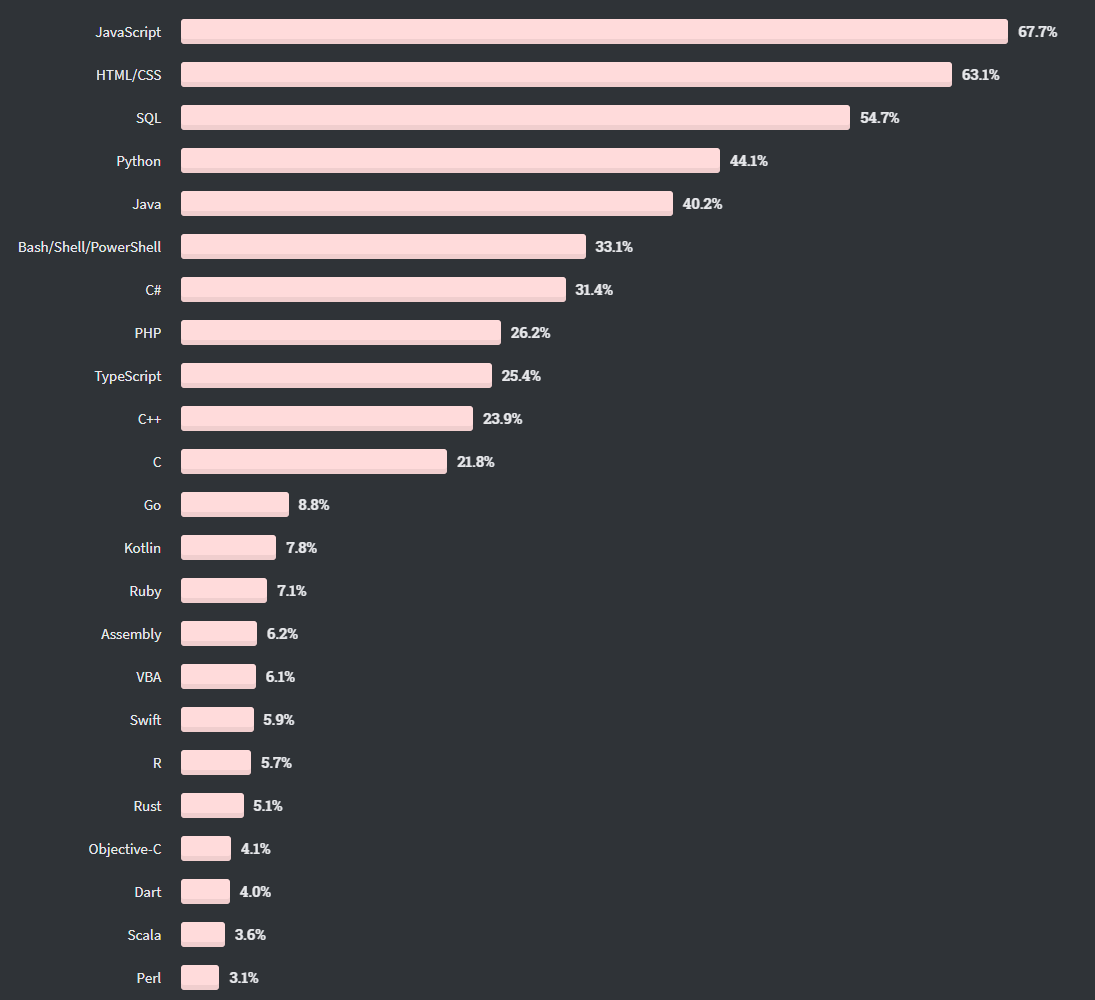 JavaScript 67.7%
HTML/CSS 63.1%
SQL 54.7%
Python 44.1%
Java 40.2%
Bash/Shell/PowerShell 33.1%
C# 31.4%
PHP 26.2%
TypeScript 25.4%
C++ 23.9%
C 21.8%
Go 8.8%
Kotlin 7.8%
Ruby 7.1%
Assembly 6.2%
VBA 6.1%
Swift 5.9%
R 5.7%
Rust 5.1%
Objective-C 4.1%
Dart 4.0%
Scala 3.6%
Perl 3.1%